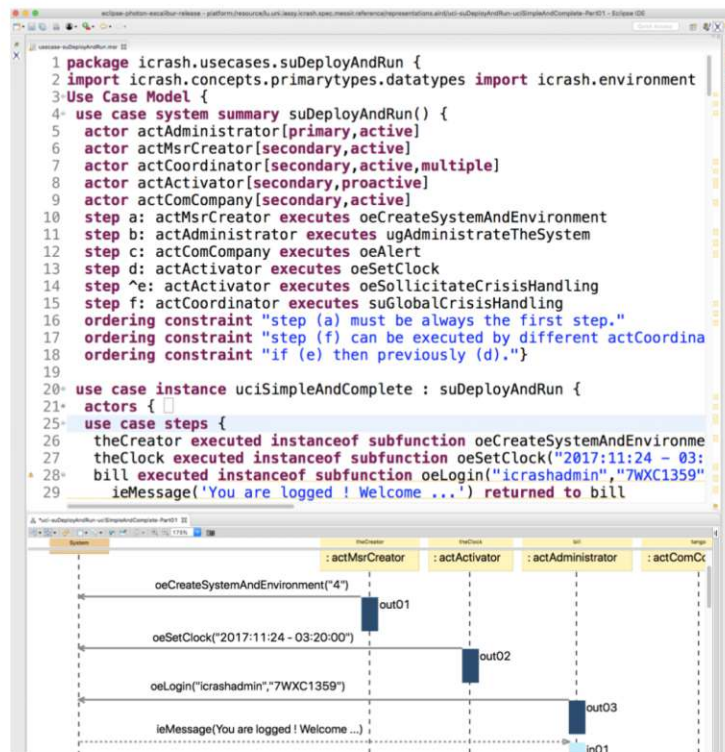 eclipse-photon-excalibur-release - platform:/resource/lu.uni.lassy.icrash.spec.messir.reference/representations.aird/uci-suDeployAndRun-uciSimpleAndComplete-Part01 - Eclipse IDE
Quick Access
usecase-suDeployAndRun.msr
1 package icrash.usecases.suDeployAndRun {
2 import icrash.concepts.primarytypes.datatypes import icrash.environment
3 Use Case Model {
4 use case system summary suDeployAndRun() {
5 actor actAdministrator[primary,active]
6 actor actMsrCreator[secondary,active]
7 actor actCoordinator[secondary,active,multiple]
8 actor actActivator[secondary,proactive]
9 actor actComCompany[secondary,active]
10 step a: actMsrCreator executes oeCreateSystemAndEnvironment
11 step b: actAdministrator executes ugAdministrateTheSystem
12 step c: actComCompany executes oeAlert
13 step d: actActivator executes oeSetClock
14 step ^e: actActivator executes oeSollicitateCrisisHandling
15 step f: actCoordinator executes suGlobalCrisisHandling
16 ordering constraint "step (a) must be always the first step."
17 ordering constraint "step (f) can be executed by different actCoordina
18 ordering constraint "if (e) then previously (d)."}
19
20 use case instance uciSimpleAndComplete : suDeployAndRun {
21 actors {
25 use case steps {
26 theCreator executed instanceof subfunction oeCreateSystemAndEnvironme
27 theClock executed instanceof subfunction oeSetClock("2017:11:24 - 03:
28 bill executed instanceof subfunction oeLogin("icrashadmin","7WXC1359"
29 ieMessage('You are logged ! Welcome ...') returned to bill
*uci-suDeployAndRun-uciSimpleAndComplete-Part01
175%
System theCreator theClock bill tango
: actMsrCreator : actActivator : actAdministrator : actComCo
oeCreateSystemAndEnvironment("4")
out01
oeSetClock("2017:11:24 - 03:20:00")
out02
oeLogin("icrashadmin","7WXC1359")
out03
ieMessage(You are logged ! Welcome ...)
in01